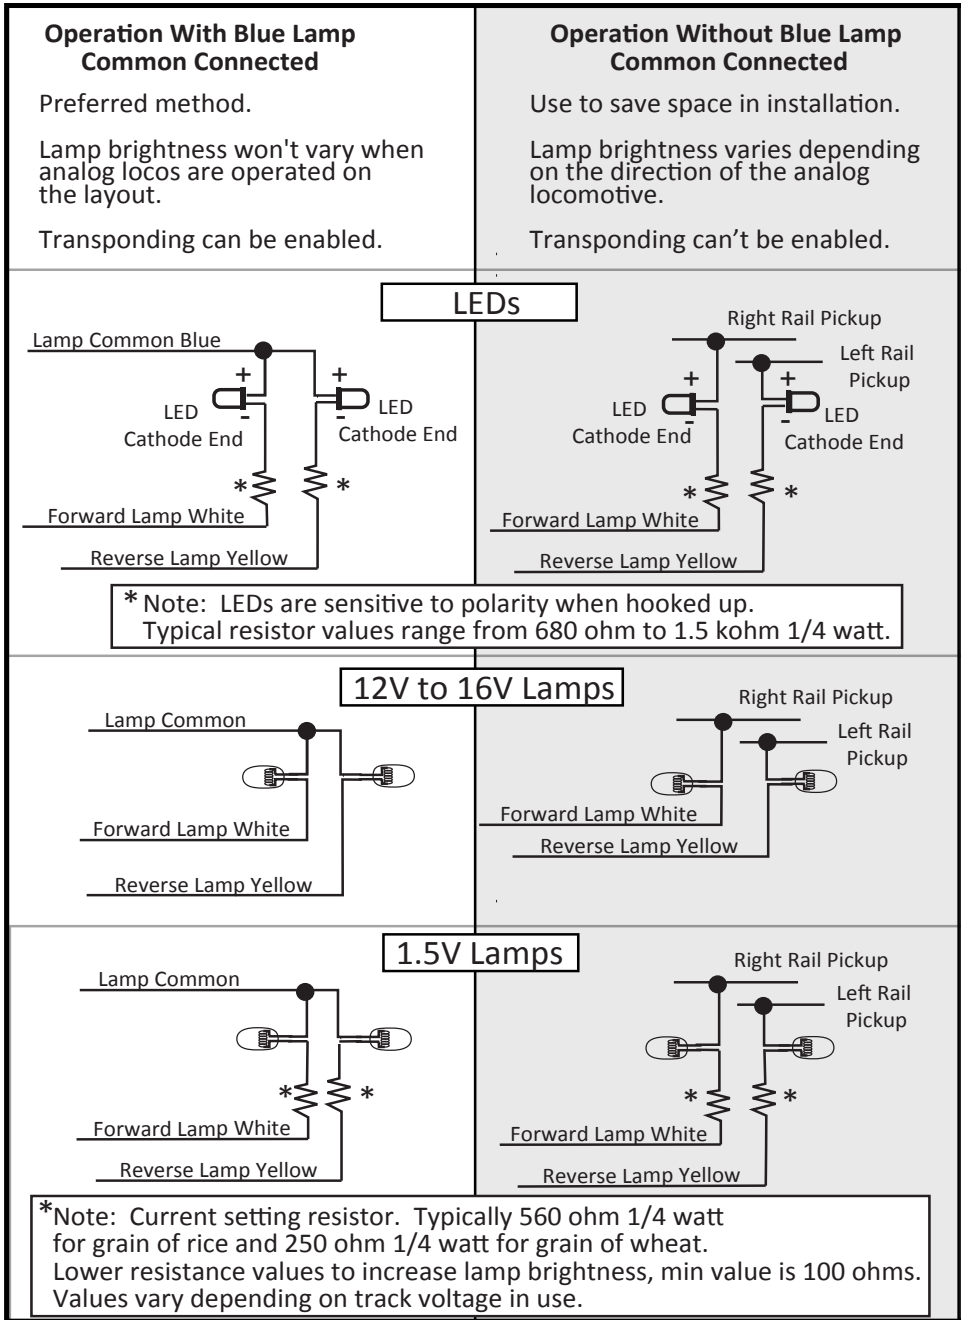 Operation With Blue Lamp
Common Connected
Preferred method.
Lamp brightness won't vary when
analog locos are operated on
the layout.
Transponding can be enabled.
Operation Without Blue Lamp
Common Connected
Use to save space in installation.
Lamp brightness varies depending
on the direction of the analog
locomotive.
Transponding can’t be enabled.
LEDs
Lamp Common Blue
+
+
LED
Cathode End
-
-
LED
Cathode End
*
*
Forward Lamp White
Reverse Lamp Yellow
Right Rail Pickup
Left Rail
Pickup
+
+
LED
Cathode End
-
-
LED
Cathode End
*
*
Forward Lamp White
Reverse Lamp Yellow
* Note: LEDs are sensitive to polarity when hooked up.
Typical resistor values range from 680 ohm to 1.5 kohm 1/4 watt.
12V to 16V Lamps
Lamp Common
Forward Lamp White
Reverse Lamp Yellow
Right Rail Pickup
Left Rail
Pickup
Forward Lamp White
Reverse Lamp Yellow
1.5V Lamps
Lamp Common
*
*
Forward Lamp White
Reverse Lamp Yellow
Right Rail Pickup
Left Rail
Pickup
*
*
Forward Lamp White
Reverse Lamp Yellow
*Note: Current setting resistor. Typically 560 ohm 1/4 watt
for grain of rice and 250 ohm 1/4 watt for grain of wheat.
Lower resistance values to increase lamp brightness, min value is 100 ohms.
Values vary depending on track voltage in use.